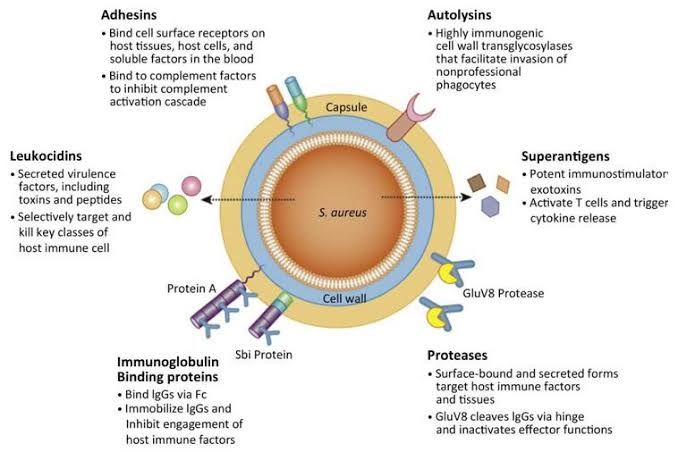 Adhesins
• Bind cell surface receptors on
host tissues, host cells, and
soluble factors in the blood
• Bind to complement factors
to inhibit complement
activation cascade
Autolysins
• Highly immunogenic
cell wall transglycosylases
that facilitate invasion of
nonprofessional
phagocytes
Capsule
Leukocidins
• Secreted virulence
factors, including
toxins and peptides
• Selectively target and
kill key classes of
host immune cell
S. aureus
Superantigens
• Potent immunostimulator
exotoxins
• Activate T cells and trigger
cytokine release
Protein A
Cell wall
GluV8 Protease
Sbi Protein
Immunoglobulin
Binding proteins
• Bind IgGs via Fc
• Immobilize IgGs and
Inhibit engagement of
host immune factors
Proteases
• Surface-bound and secreted forms
target host immune factors
and tissues
• GluV8 cleaves IgGs via hinge
and inactivates effector functions